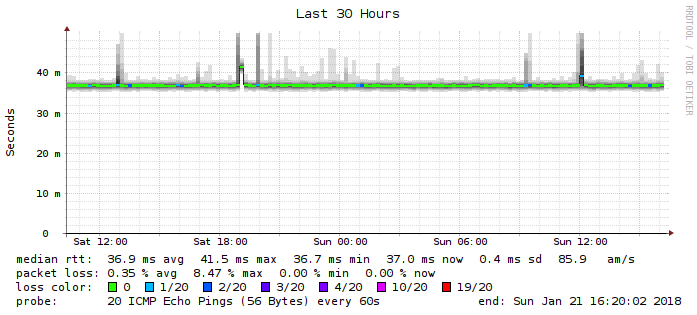 Last 30 Hours
RRDTOOL / TOBI OETIKER
Seconds
40 m
30 m
20 m
10 m
0
Sat 12:00 Sat 18:00 Sun 00:00 Sun 06:00 Sun 12:00
median rtt: 36.9 ms avg 41.5 ms max 36.7 ms min 37.0 ms now 0.4 ms sd 85.9 am/s
packet loss: 0.35 % avg 8.47 % max 0.00 % min 0.00 % now
loss color: 0 1/20 2/20 3/20 4/20 10/20 19/20
probe: 20 ICMP Echo Pings (56 Bytes) every 60s end: Sun Jan 21 16:20:02 2018